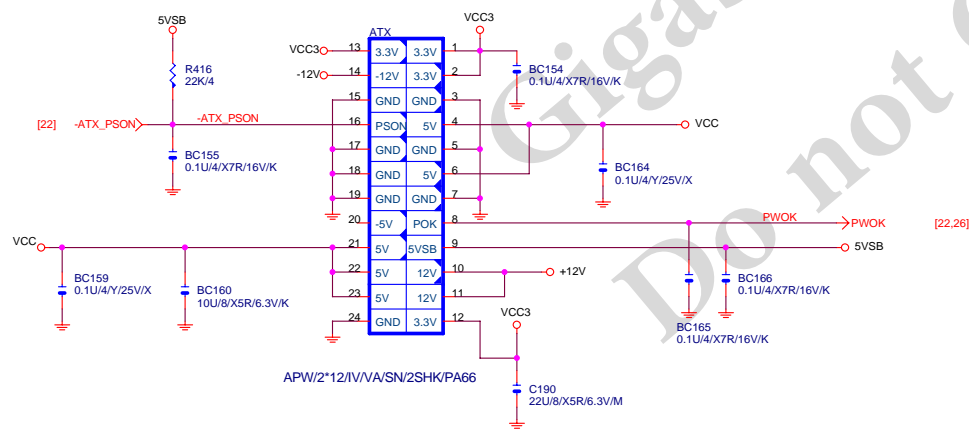 5VSB
ATX
VCC3
VCC3 13 3.3V 3.3V 1
R416
22K/4
-12V 14 -12V 3.3V 2
BC154
0.1U/4/X7R/16V/K
15 GND GND 3
[22] -ATX_PSON -ATX_PSON 16 PSON 5V 4 VCC
17 GND GND 5
BC155
0.1U/4/X7R/16V/K
18 GND 5V 6
BC164
0.1U/4/Y/25V/X
19 GND GND 7
20 -5V POK 8 PWOK PWOK [22,26]
VCC 21 5V 5VSB 9 5VSB
22 5V 12V 10 +12V
BC159
0.1U/4/Y/25V/X
BC160
10U/8/X5R/6.3V/K
BC166
0.1U/4/X7R/16V/K
23 5V 12V 11
24 GND 3.3V 12
VCC3
BC165
0.1U/4/X7R/16V/K
APW/2*12/IV/VA/SN/2SHK/PA66
C190
22U/8/X5R/6.3V/M
Giga
Do not